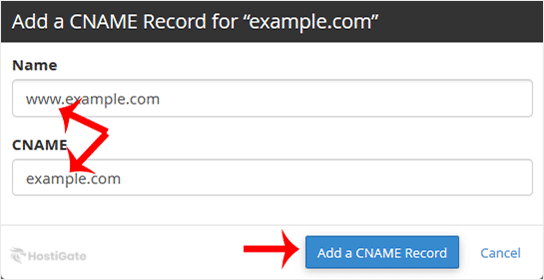 Add a CNAME Record for “example.com”
Name
www.example.com
CNAME
example.com
HostiGate
Add a CNAME Record
Cancel